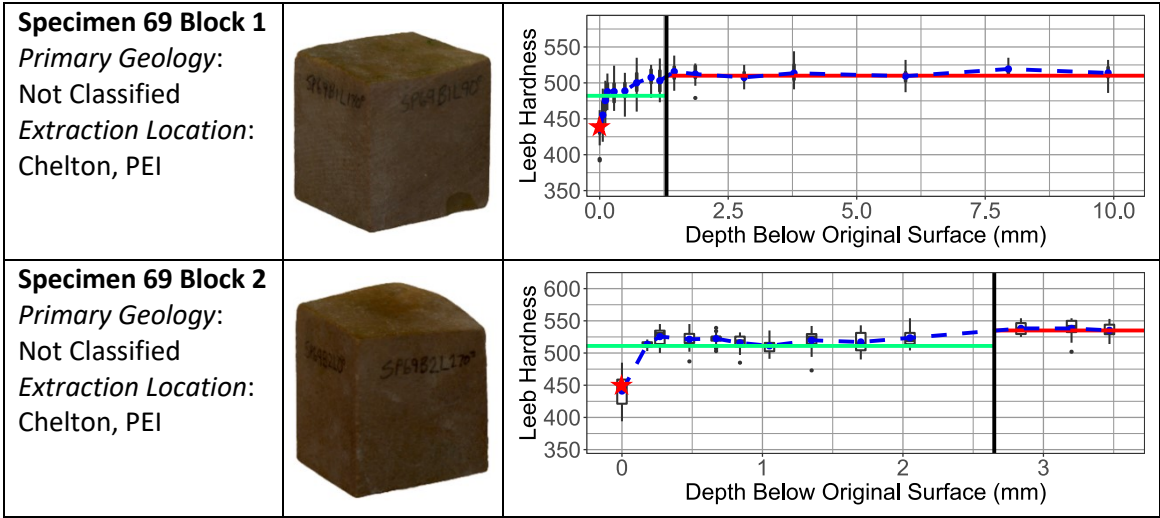 Specimen 69 Block 1
Primary Geology:
Not Classified
Extraction Location:
Chelton, PEI
SP69B1L170°
SP69B1L90°
Leeb Hardness
550
500
450
400
350
0.0 2.5 5.0 7.5 10.0
Depth Below Original Surface (mm)
Specimen 69 Block 2
Primary Geology:
Not Classified
Extraction Location:
Chelton, PEI
SP69B2L170°
Leeb Hardness
600
550
500
450
400
350
0 1 2 3
Depth Below Original Surface (mm)